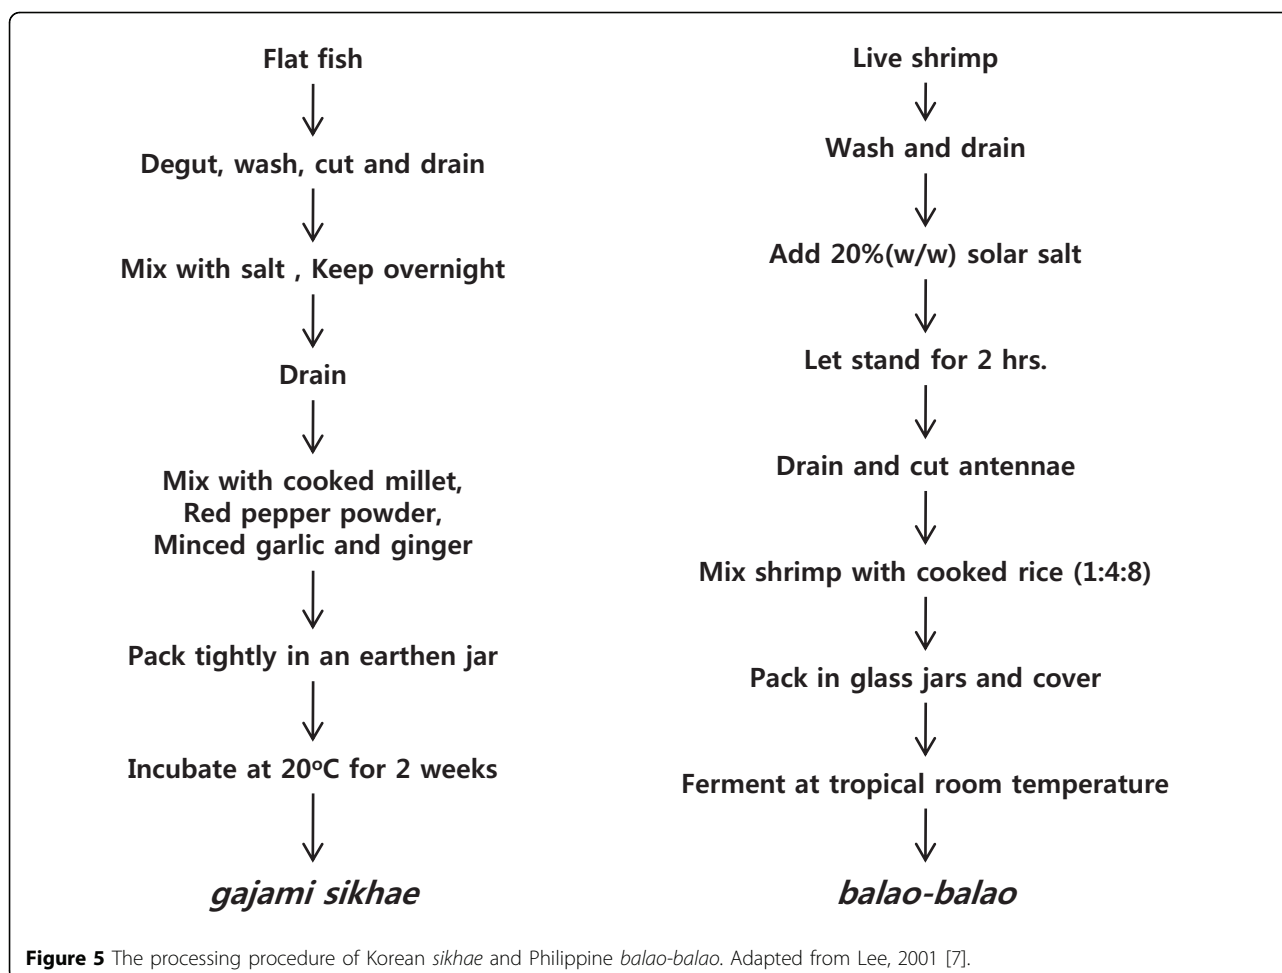 Flat fish
Degut, wash, cut and drain
Mix with salt , Keep overnight
Drain
Mix with cooked millet,
Red pepper powder,
Minced garlic and ginger
Pack tightly in an earthen jar
Incubate at 20ºC for 2 weeks
gajami sikhae
Live shrimp
Wash and drain
Add 20%(w/w) solar salt
Let stand for 2 hrs.
Drain and cut antennae
Mix shrimp with cooked rice (1:4:8)
Pack in glass jars and cover
Ferment at tropical room temperature
balao-balao
Figure 5 The processing procedure of Korean sikhae and Philippine balao-balao. Adapted from Lee, 2001 [7].